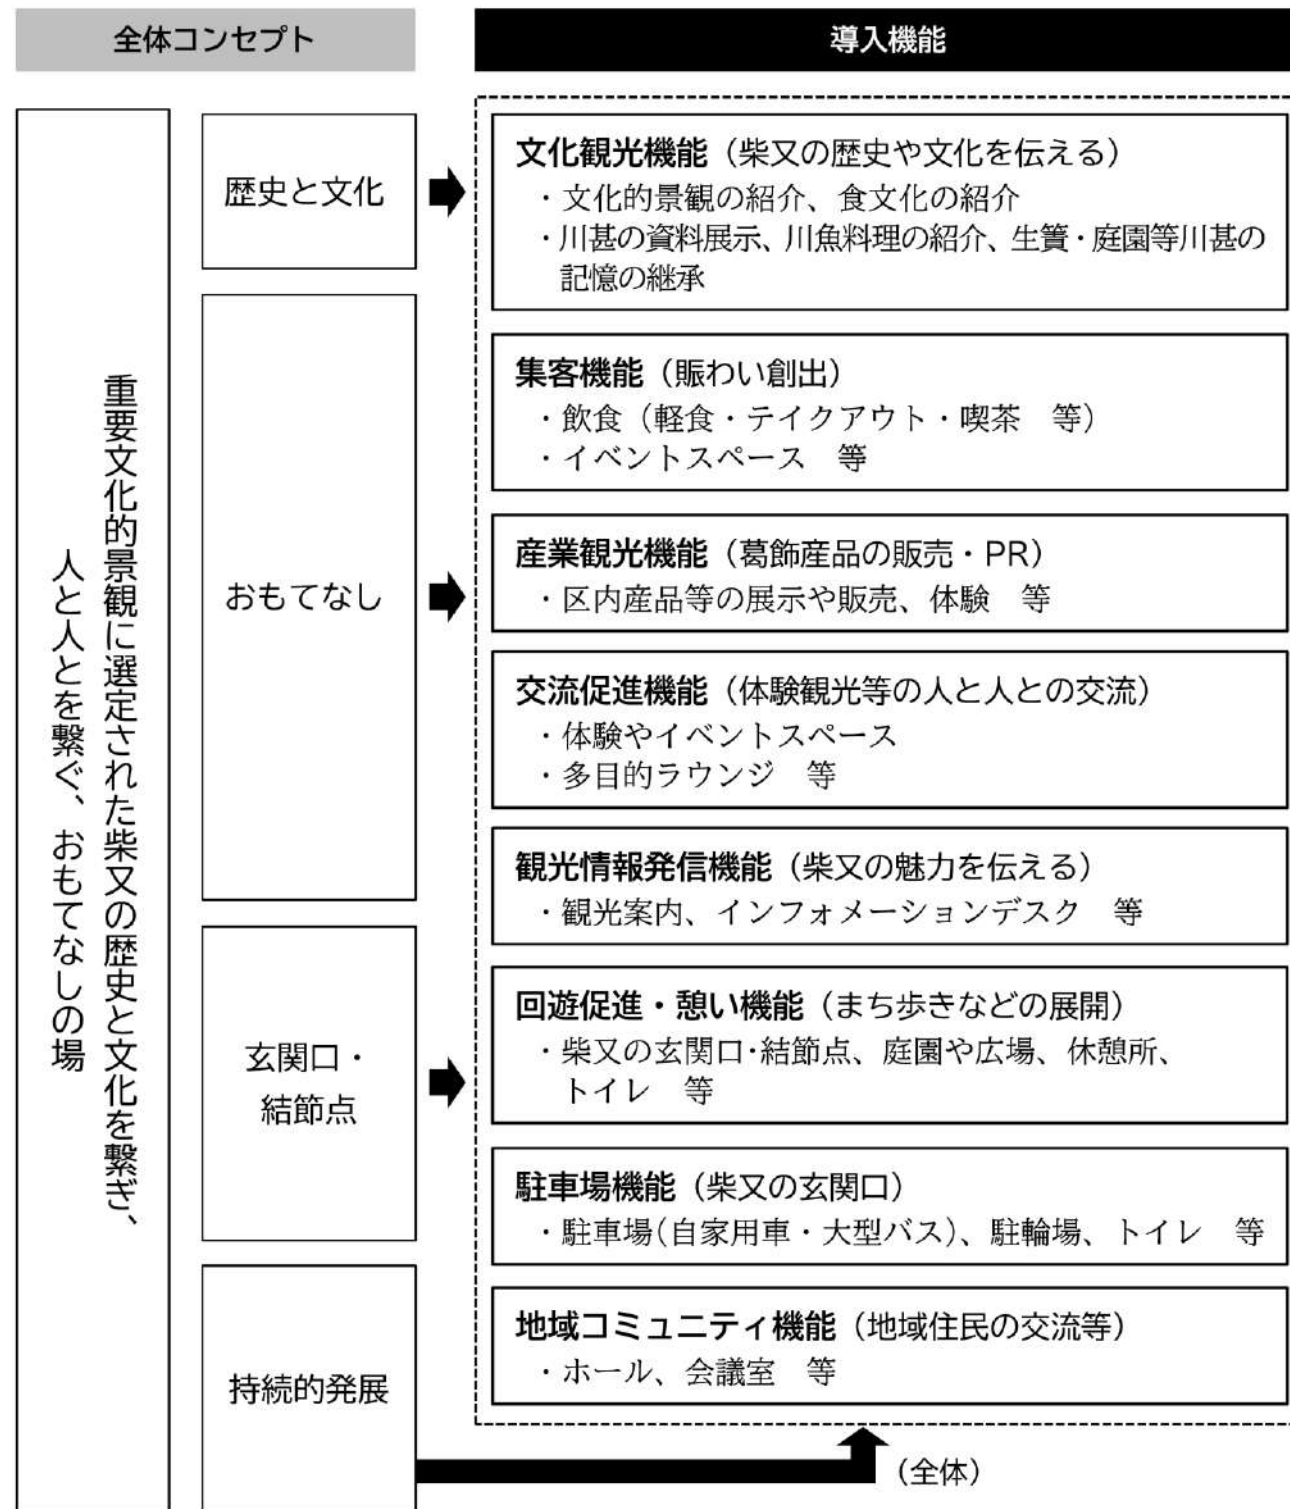 全体コンセプト
導入機能
重要文化的景観に選定された柴又の歴史と文化を繋ぎ、
人と人とを繋ぐ、おもてなしの場
歴史と文化
文化観光機能（柴又の歴史や文化を伝える）
・文化的景観の紹介、食文化の紹介
・川甚の資料展示、川魚料理の紹介、生簀・庭園等川甚の
記憶の継承
おもてなし
集客機能（賑わい創出）
・飲食（軽食・テイクアウト・喫茶　等）
・イベントスペース　等
産業観光機能（葛飾産品の販売・PR）
・区内産品等の展示や販売、体験　等
交流促進機能（体験観光等の人と人との交流）
・体験やイベントスペース
・多目的ラウンジ　等
観光情報発信機能（柴又の魅力を伝える）
・観光案内、インフォメーションデスク　等
玄関口・
結節点
回遊促進・憩い機能（まち歩きなどの展開）
・柴又の玄関口・結節点、庭園や広場、休憩所、
トイレ　等
駐車場機能（柴又の玄関口）
・駐車場（自家用車・大型バス）、駐輪場、トイレ　等
持続的発展
地域コミュニティ機能（地域住民の交流等）
・ホール、会議室　等
（全体）